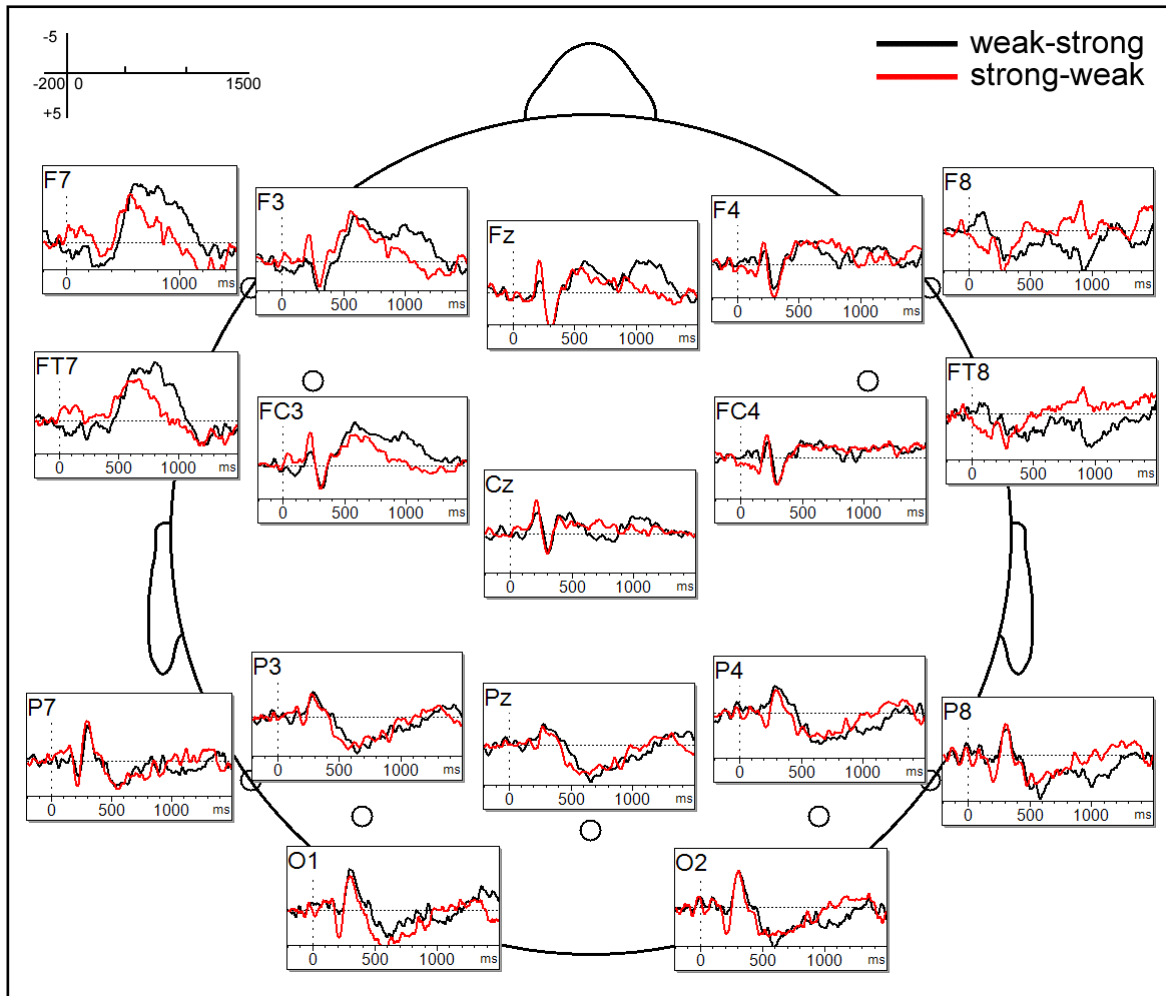 -5
-200 0 1500
+5
weak-strong
strong-weak
F7
0 1000 ms
F3
0 500 1000 ms
Fz
0 500 1000 ms
F4
0 500 1000 ms
F8
0 500 1000 ms
FT7
0 500 1000 ms
FC3
0 500 1000 ms
Cz
0 500 1000 ms
FC4
0 500 1000 ms
FT8
0 500 1000 ms
P7
0 500 1000 ms
P3
0 500 1000 ms
Pz
0 500 1000 ms
P4
0 500 1000 ms
P8
0 500 1000 ms
O1
0 500 1000 ms
O2
0 500 1000 ms